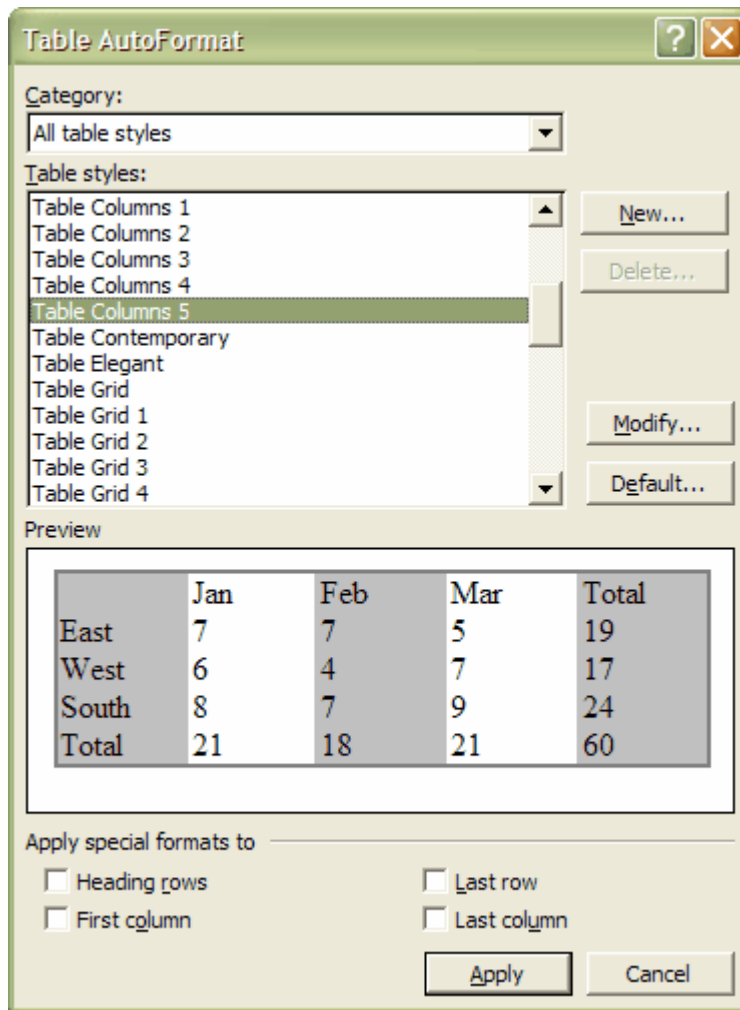 Table AutoFormat
Category:
All table styles
Table styles:
Table Columns 1
Table Columns 2
Table Columns 3
Table Columns 4
Table Columns 5
Table Contemporary
Table Elegant
Table Grid
Table Grid 1
Table Grid 2
Table Grid 3
Table Grid 4
New...
Delete...
Modify...
Default...
Preview
Jan Feb Mar Total
East 7 7 5 19
West 6 4 7 17
South 8 7 9 24
Total 21 18 21 60
Apply special formats to
Heading rows Last row
First column Last column
Apply Cancel